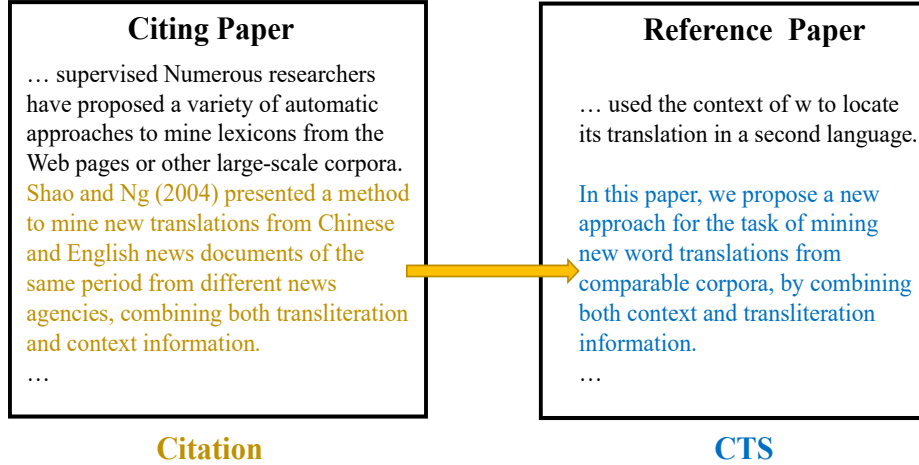 Citing Paper
… supervised Numerous researchers
have proposed a variety of automatic
approaches to mine lexicons from the
Web pages or other large-scale corpora.
Shao and Ng (2004) presented a method
to mine new translations from Chinese
and English news documents of the
same period from different news
agencies, combining both transliteration
and context information.
…
Citation
Reference Paper
… used the context of w to locate
its translation in a second language.
In this paper, we propose a new
approach for the task of mining
new word translations from
comparable corpora, by combining
both context and transliteration
information.
…
CTS